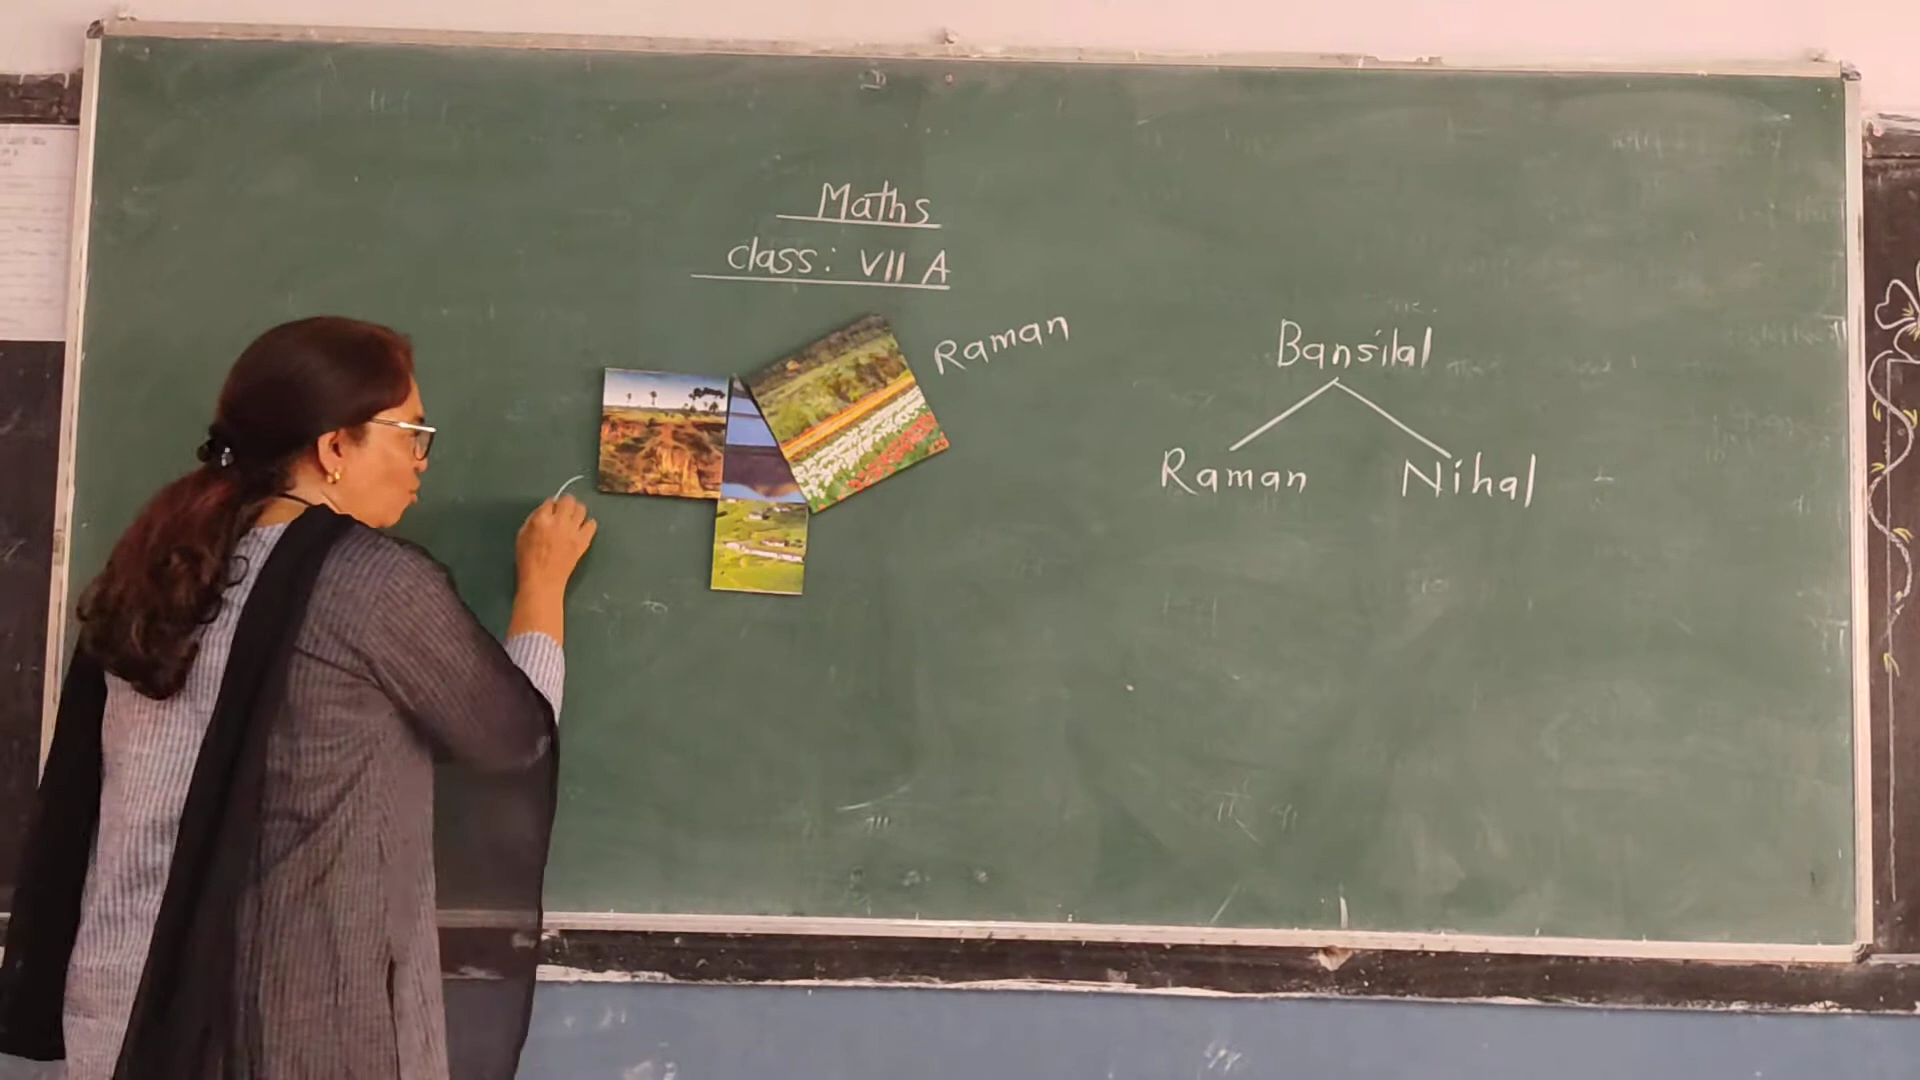 Maths
class: VII A
Raman
Bansilal
Raman Nihal